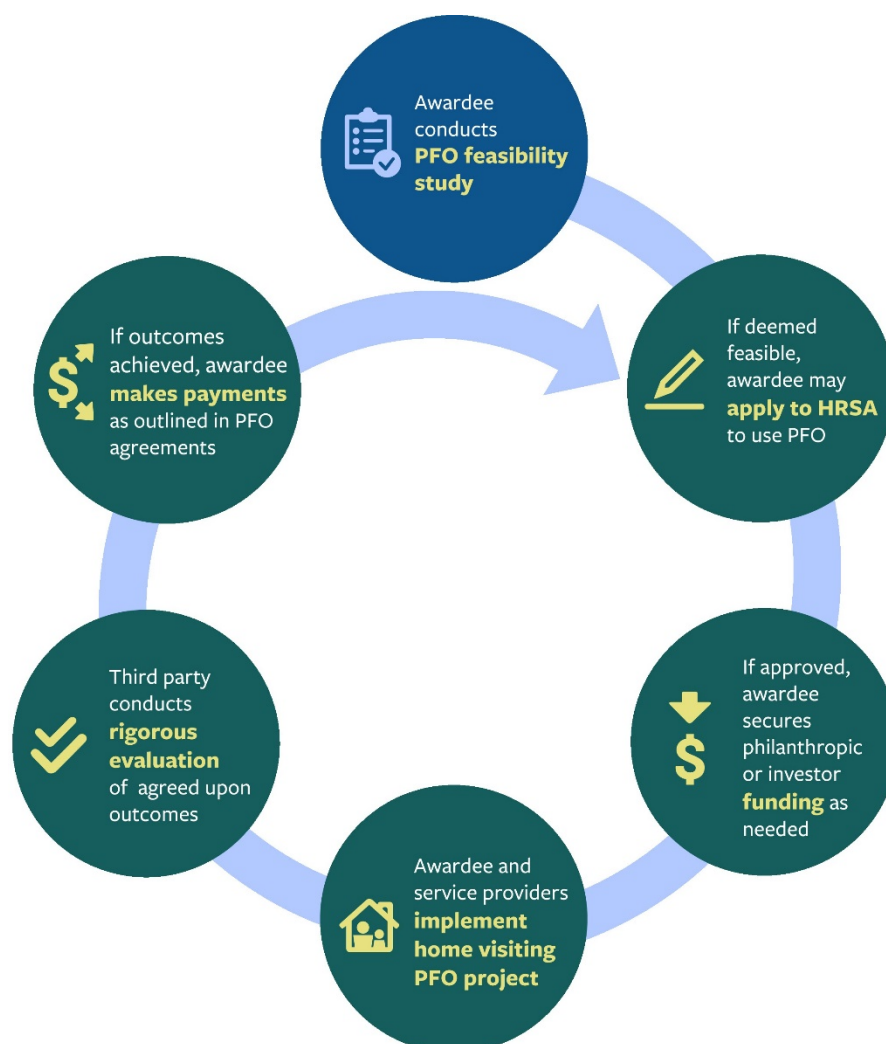 Awardee
conducts
PFO feasibility
study
If deemed
feasible,
awardee may
apply to HRSA
to use PFO
If approved,
awardee
secures
philanthropic
or investor
funding as
needed
Awardee and
service providers
implement
home visiting
PFO project
Third party
conducts
rigorous
evaluation
of agreed upon
outcomes
If outcomes
achieved, awardee
makes payments
as outlined in PFO
agreements